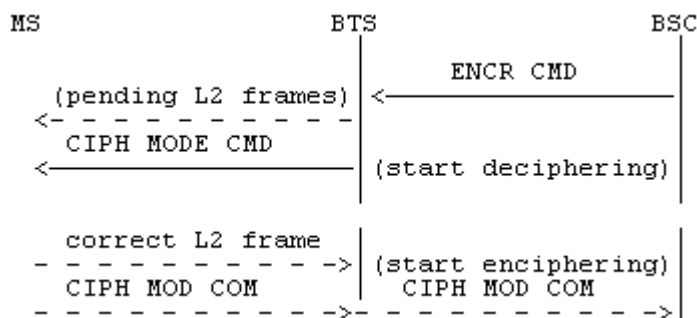 MS BTS BSC
ENCR CMD
(pending L2 frames)
CIPH MODE CMD
(start deciphering)
correct L2 frame
(start enciphering)
CIPH MOD COM CIPH MOD COM